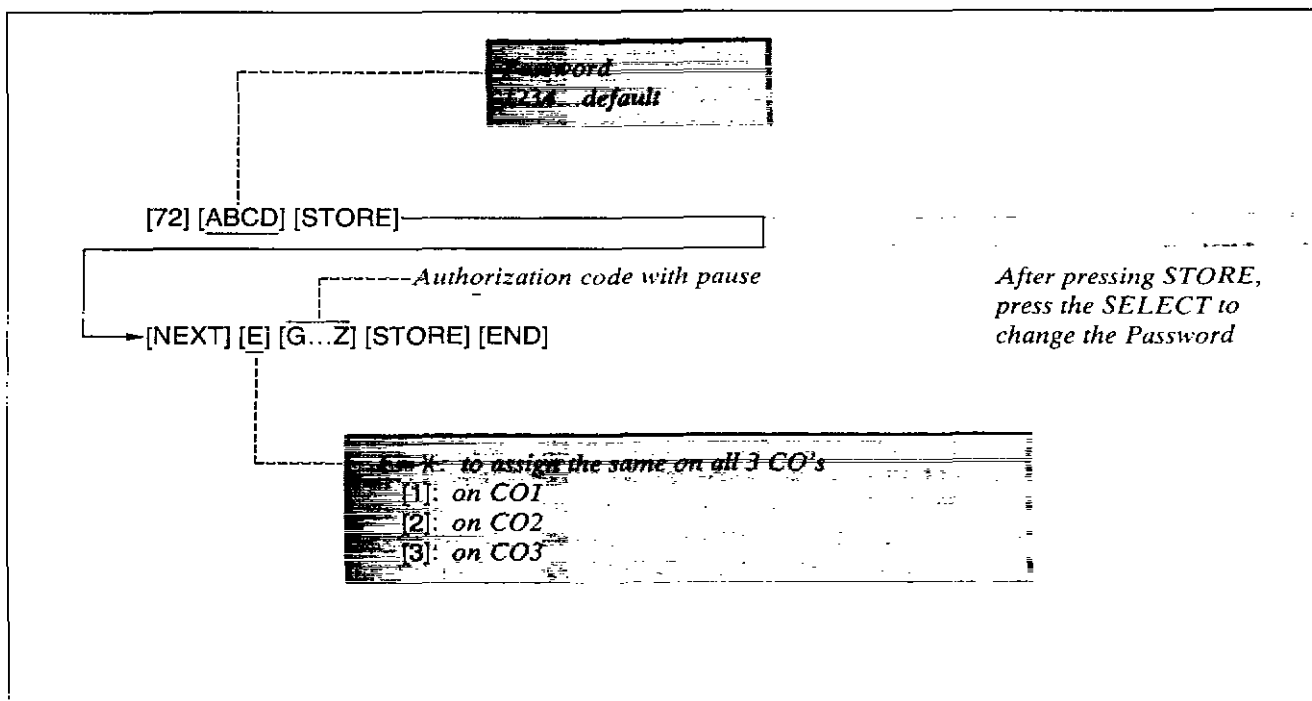 Password
1234...default
[72] [ABCD] [STORE]
Authorization code with pause
After pressing STORE,
press the SELECT to
change the Password
[NEXT] [E] [G...Z] [STORE] [END]
to assign the same on all 3 CO's
[1]: on CO1
[2]: on CO2
[3]: on CO3